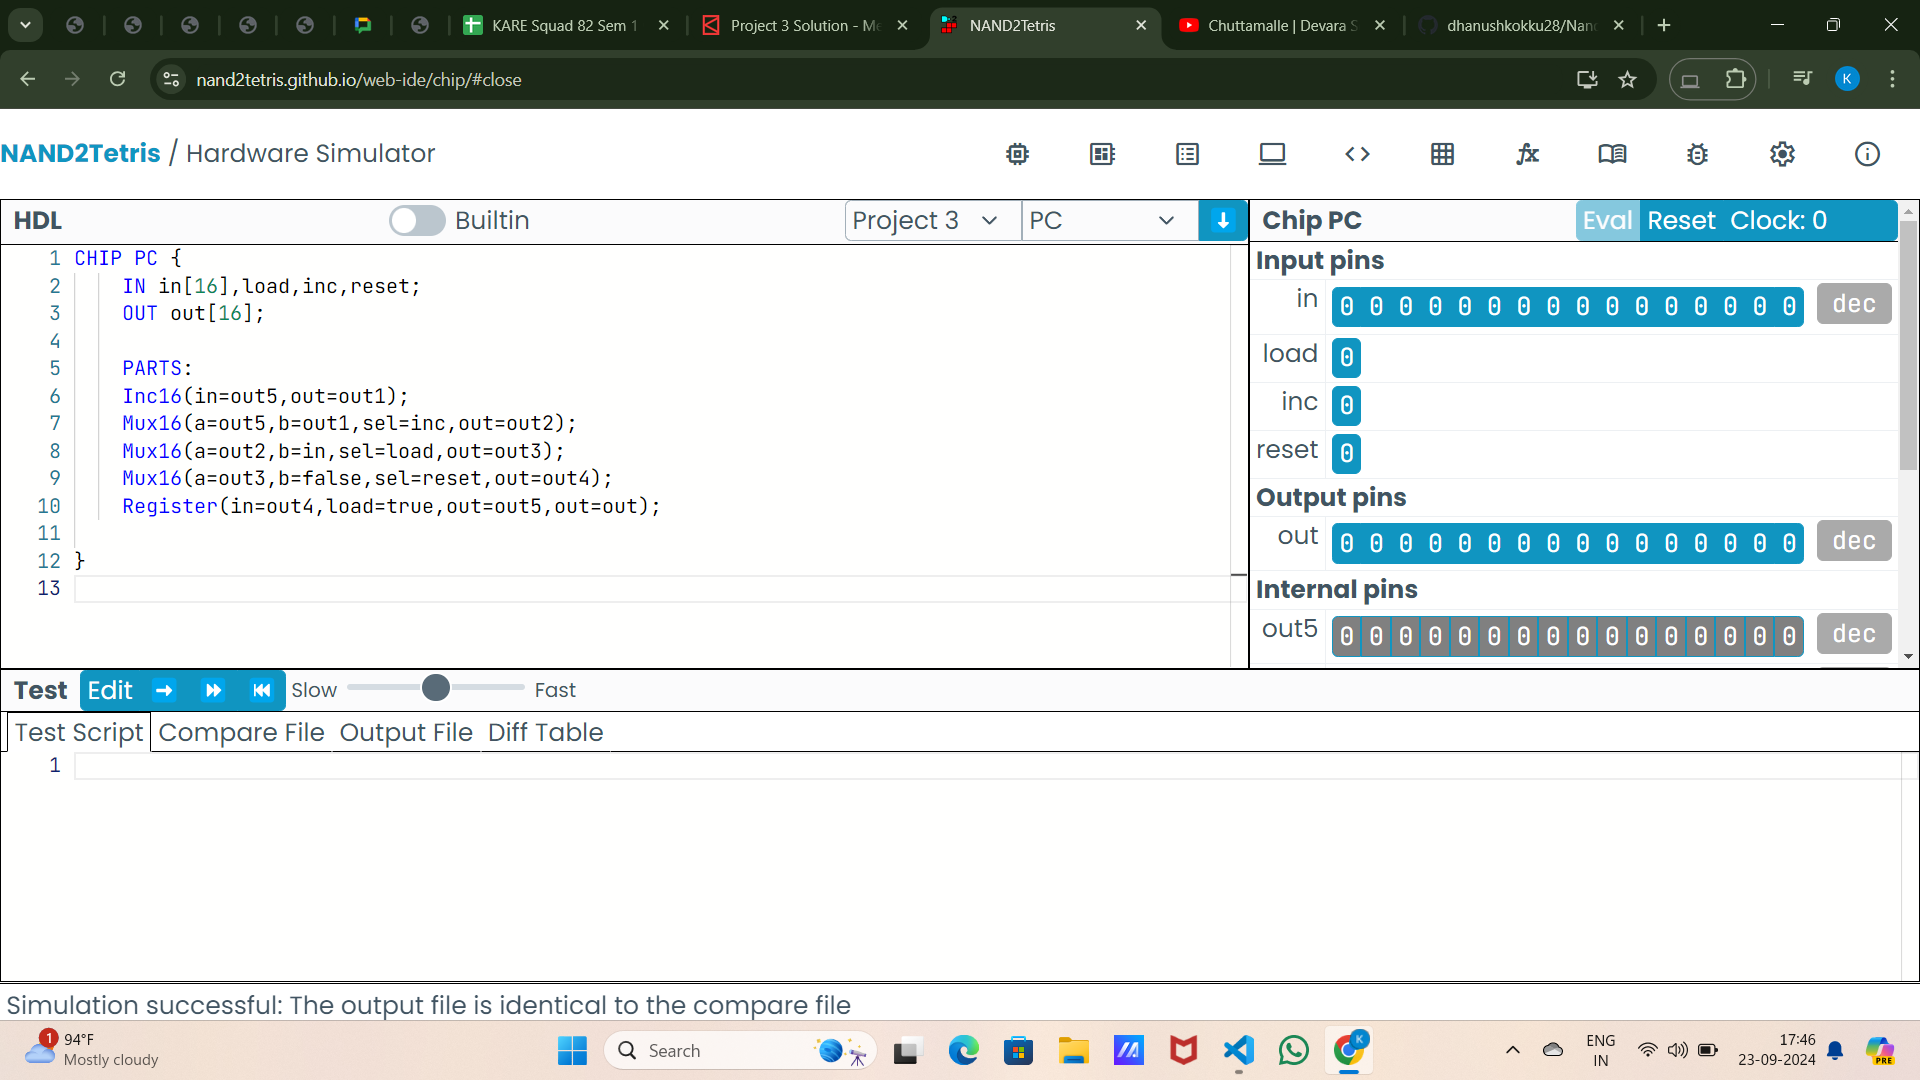 KARE Squad 82 Sem 1
Project 3 Solution - Me
NAND2Tetris
Chuttamalle | Devara S
dhanushkokku28/Nan
nand2tetris.github.io/web-ide/chip/#close
K
NAND2Tetris / Hardware Simulator
HDL
Builtin
Project 3
PC
1 CHIP PC {
2 IN in[16],load,inc,reset;
3 OUT out[16];
4
5 PARTS:
6 Inc16(in=out5,out=out1);
7 Mux16(a=out5,b=out1,sel=inc,out=out2);
8 Mux16(a=out2,b=in,sel=load,out=out3);
9 Mux16(a=out3,b=false,sel=reset,out=out4);
10 Register(in=out4,load=true,out=out5,out=out);
11
12 }
13
Chip PC
Eval Reset Clock: 0
Input pins
in 0 0 0 0 0 0 0 0 0 0 0 0 0 0 0 0 dec
load 0
inc 0
reset 0
Output pins
out 0 0 0 0 0 0 0 0 0 0 0 0 0 0 0 0 dec
Internal pins
out5 0 0 0 0 0 0 0 0 0 0 0 0 0 0 0 0 dec
Test Edit Slow Fast
Test Script Compare File Output File Diff Table
1
Simulation successful: The output file is identical to the compare file
1
94°F
Mostly cloudy
Search
K
ENG
IN
17:46
23-09-2024
PRE